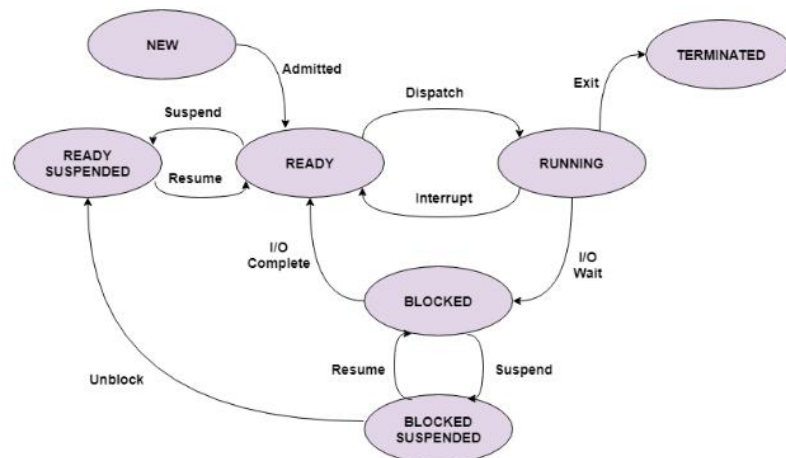 NEW
TERMINATED
Admitted
Exit
Dispatch
Suspend
READY
SUSPENDED
READY
RUNNING
Resume
Interrupt
I/O
Complete
I/O
Wait
BLOCKED
Resume
Suspend
Unblock
BLOCKED
SUSPENDED